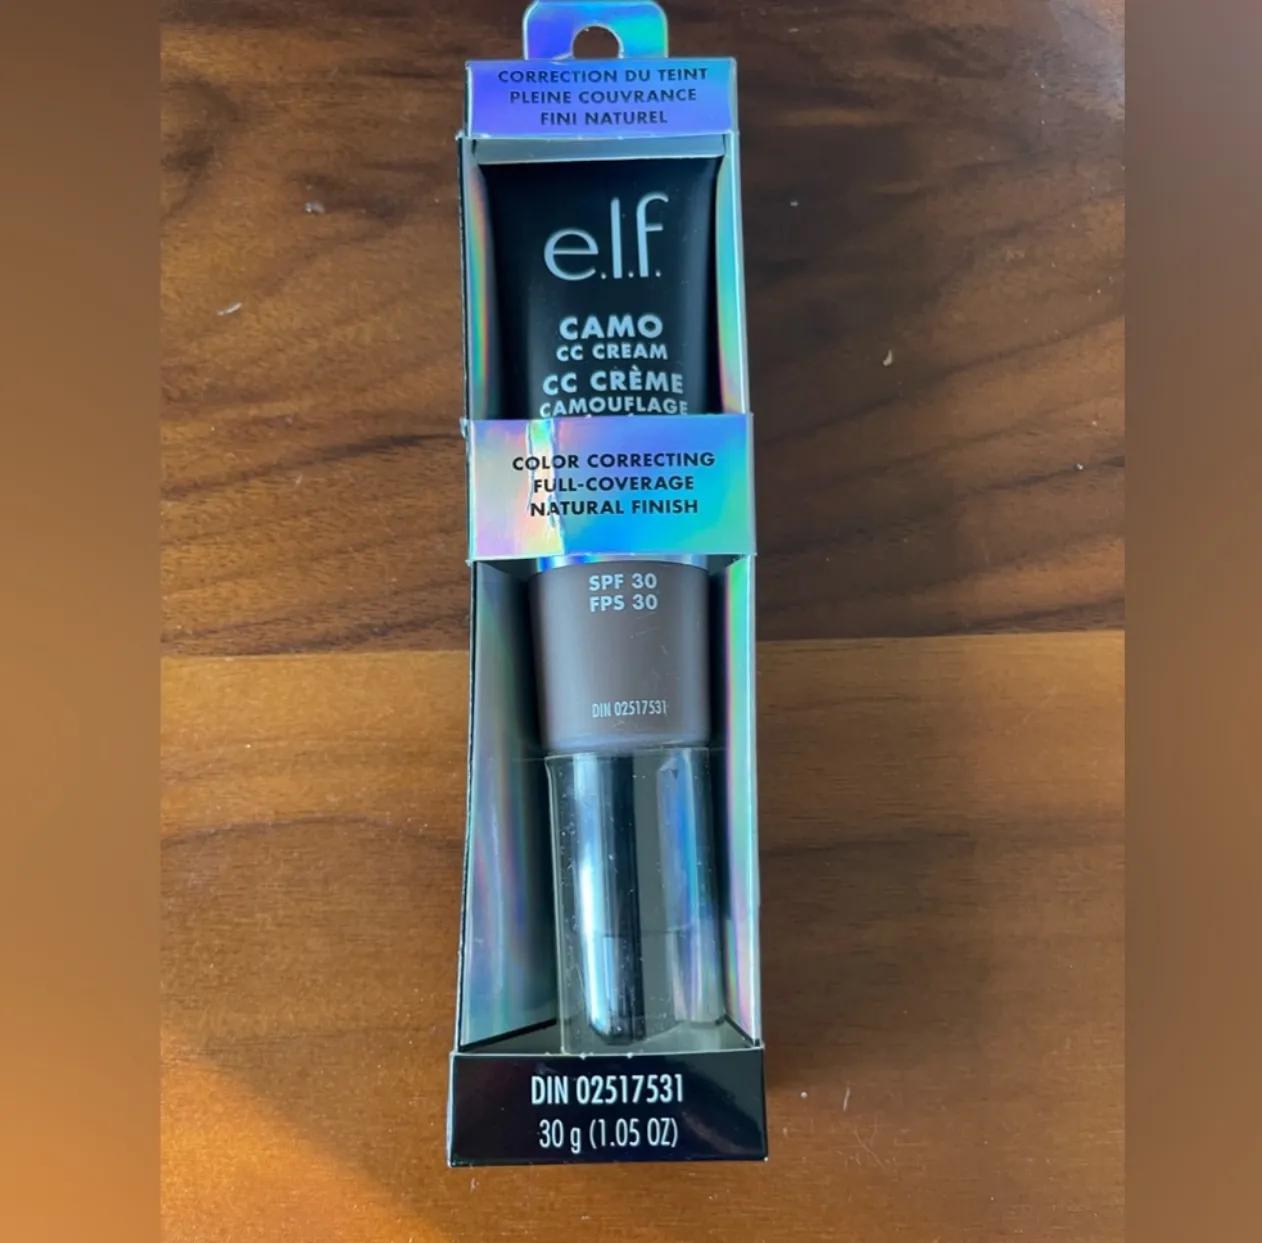 CORRECTION DU TEINT
PLEINE COUVRANCE
FINI NATUREL
e.l.f.
CAMO
CC CREAM
CC CRÈME
CAMOUFLAGE
COLOR CORRECTING
FULL-COVERAGE
NATURAL FINISH
SPF 30
FPS 30
DIN 02517531
DIN 02517531
30 g (1.05 OZ)